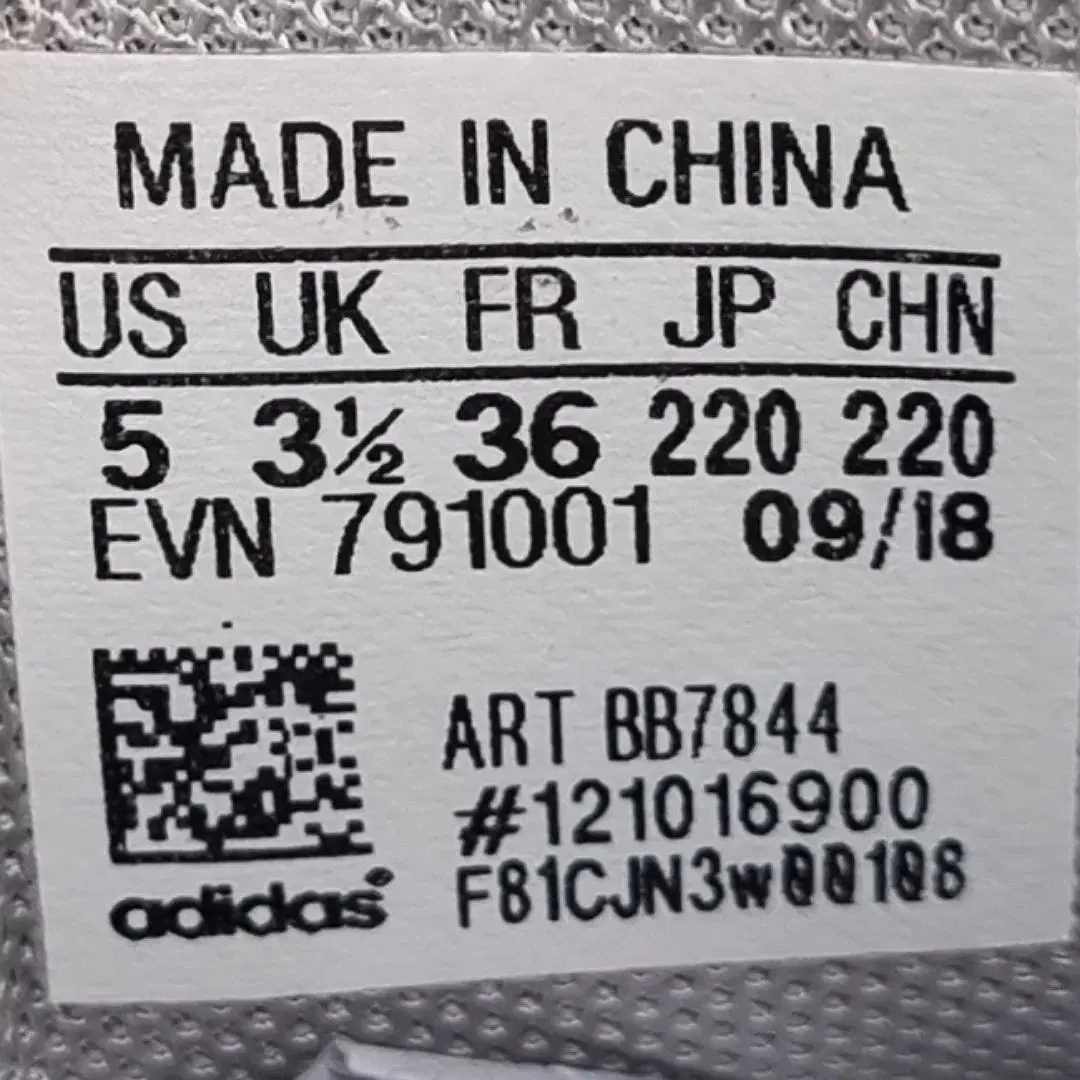 MADE IN CHINA
US UK FR JP CHN
5 3½ 36 220 220
EVN 791001 09/18
ART BB7844
#121016900
F81CJN3w00108
adidas